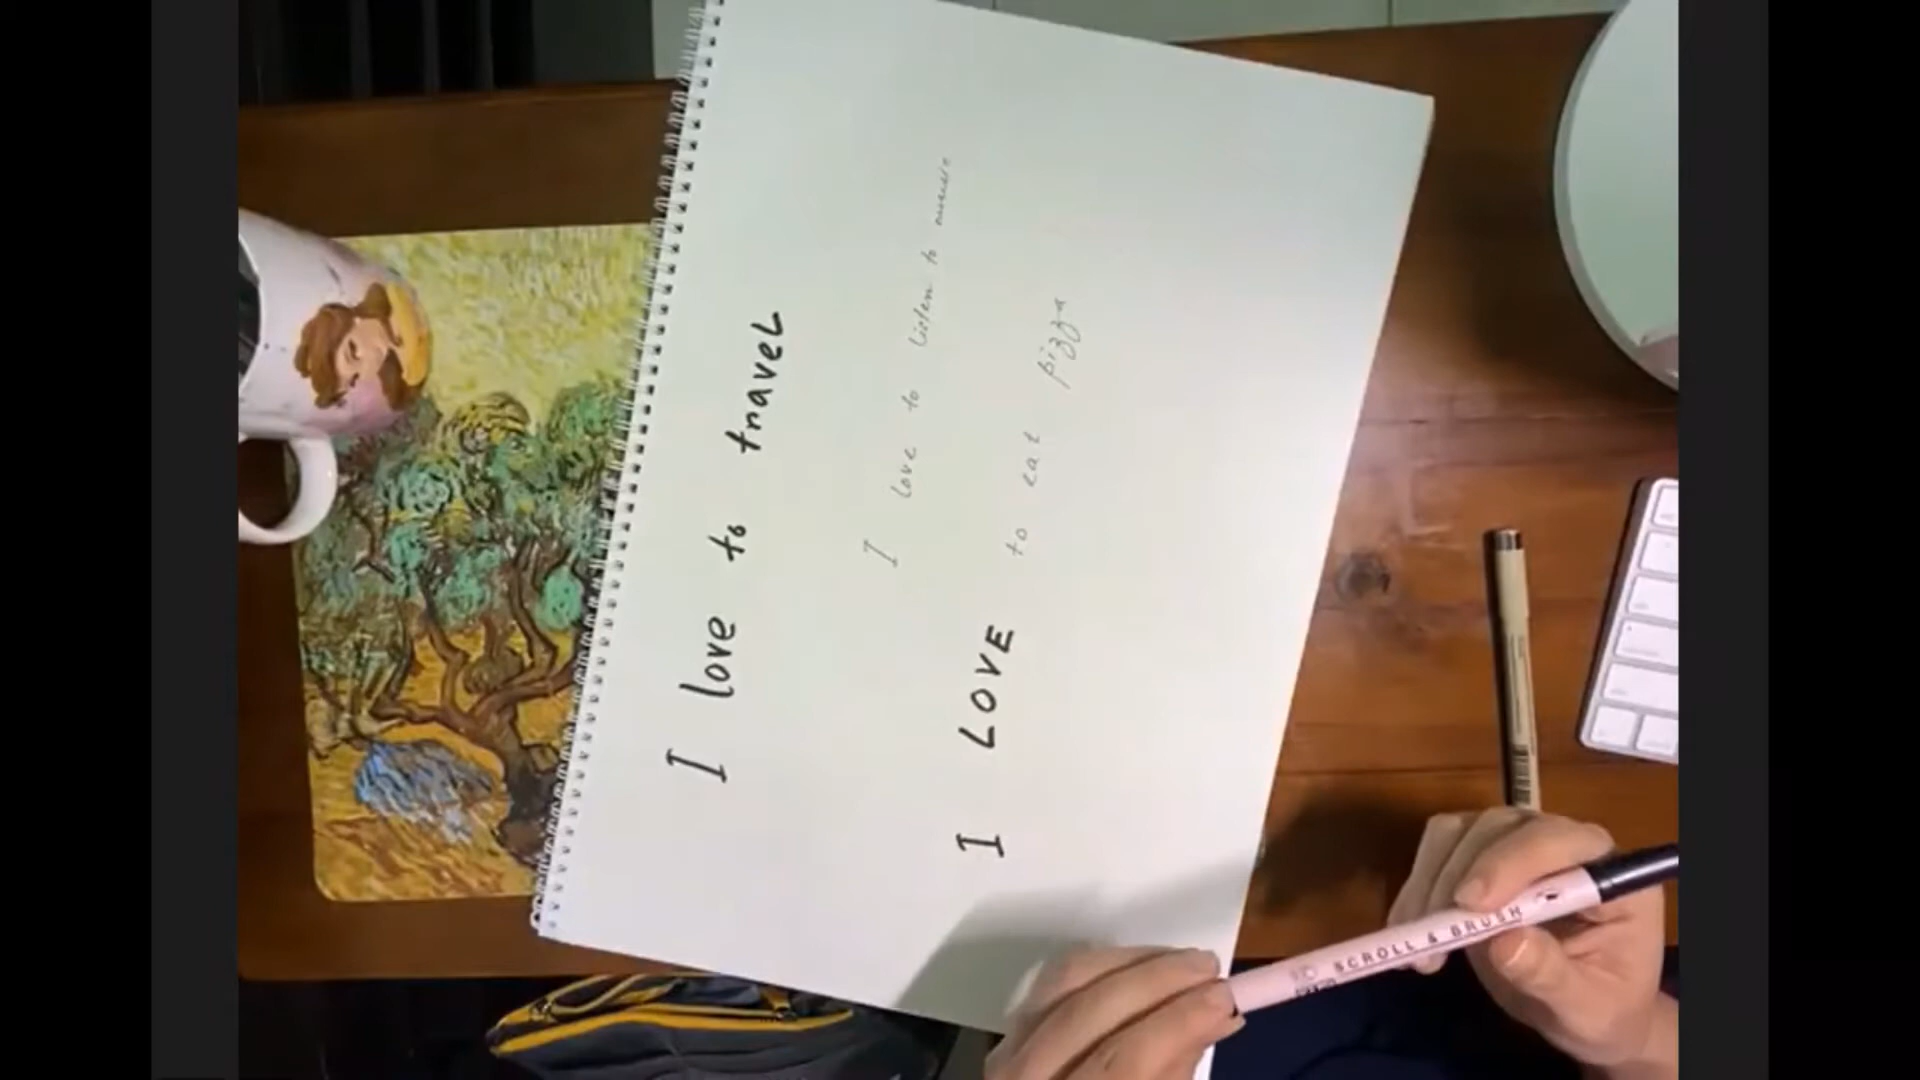 I love to travel
I love to listen to music
I LOVE to eat pizza
SCROLL & BRUSH